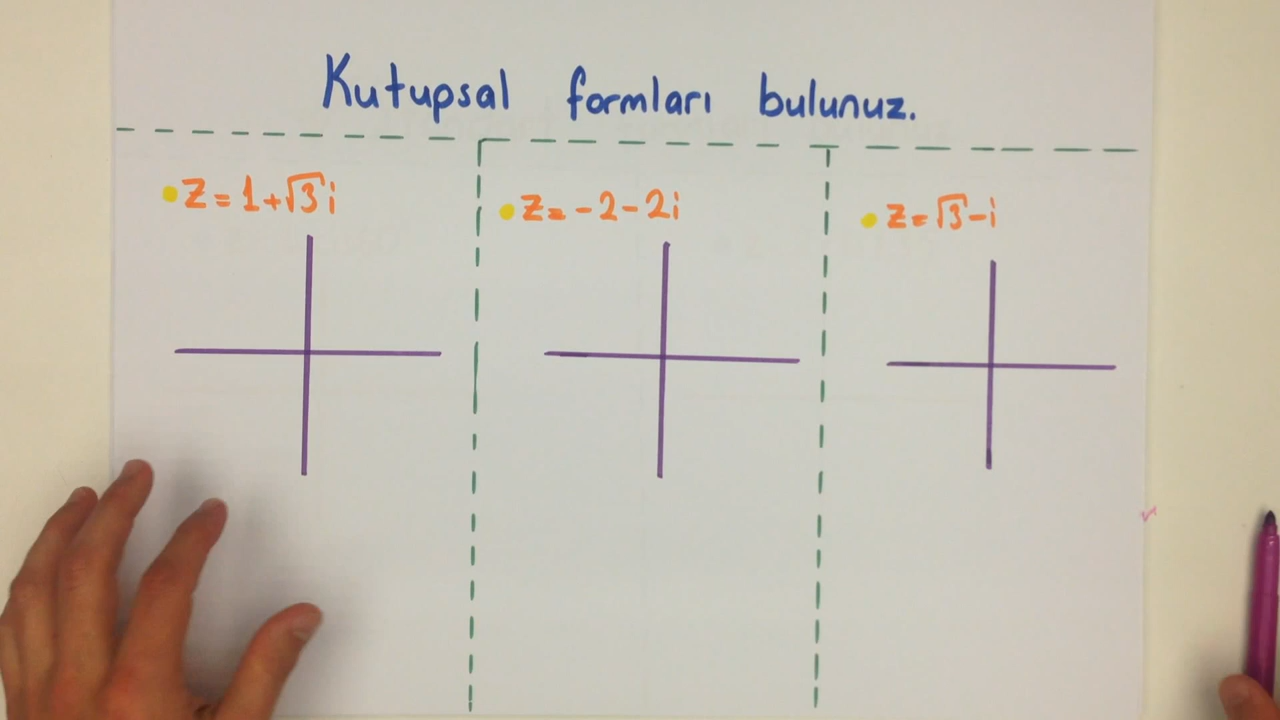 Kutupsal formları bulunuz.
z = 1 + √3 i
z = -2 - 2i
z = √3 - i